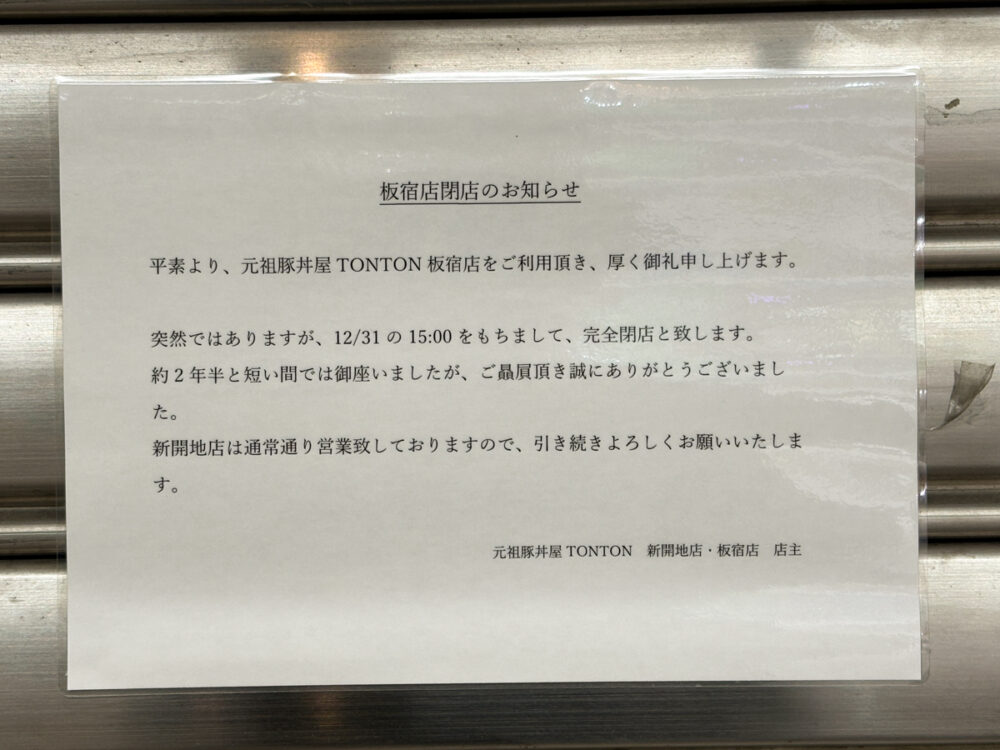 板宿店閉店のお知らせ
平素より、元祖豚丼屋 TONTON 板宿店をご利用頂き、厚く御礼申し上げます。
突然ではありますが、12/31 の 15:00 をもちまして、完全閉店と致します。
約 2 年半と短い間では御座いましたが、ご贔屓頂き誠にありがとうございまし
た。
新開地店は通常通り営業致しておりますので、引き続きよろしくお願いいたしま
す。
元祖豚丼屋 TONTON　新開地店・板宿店　店主